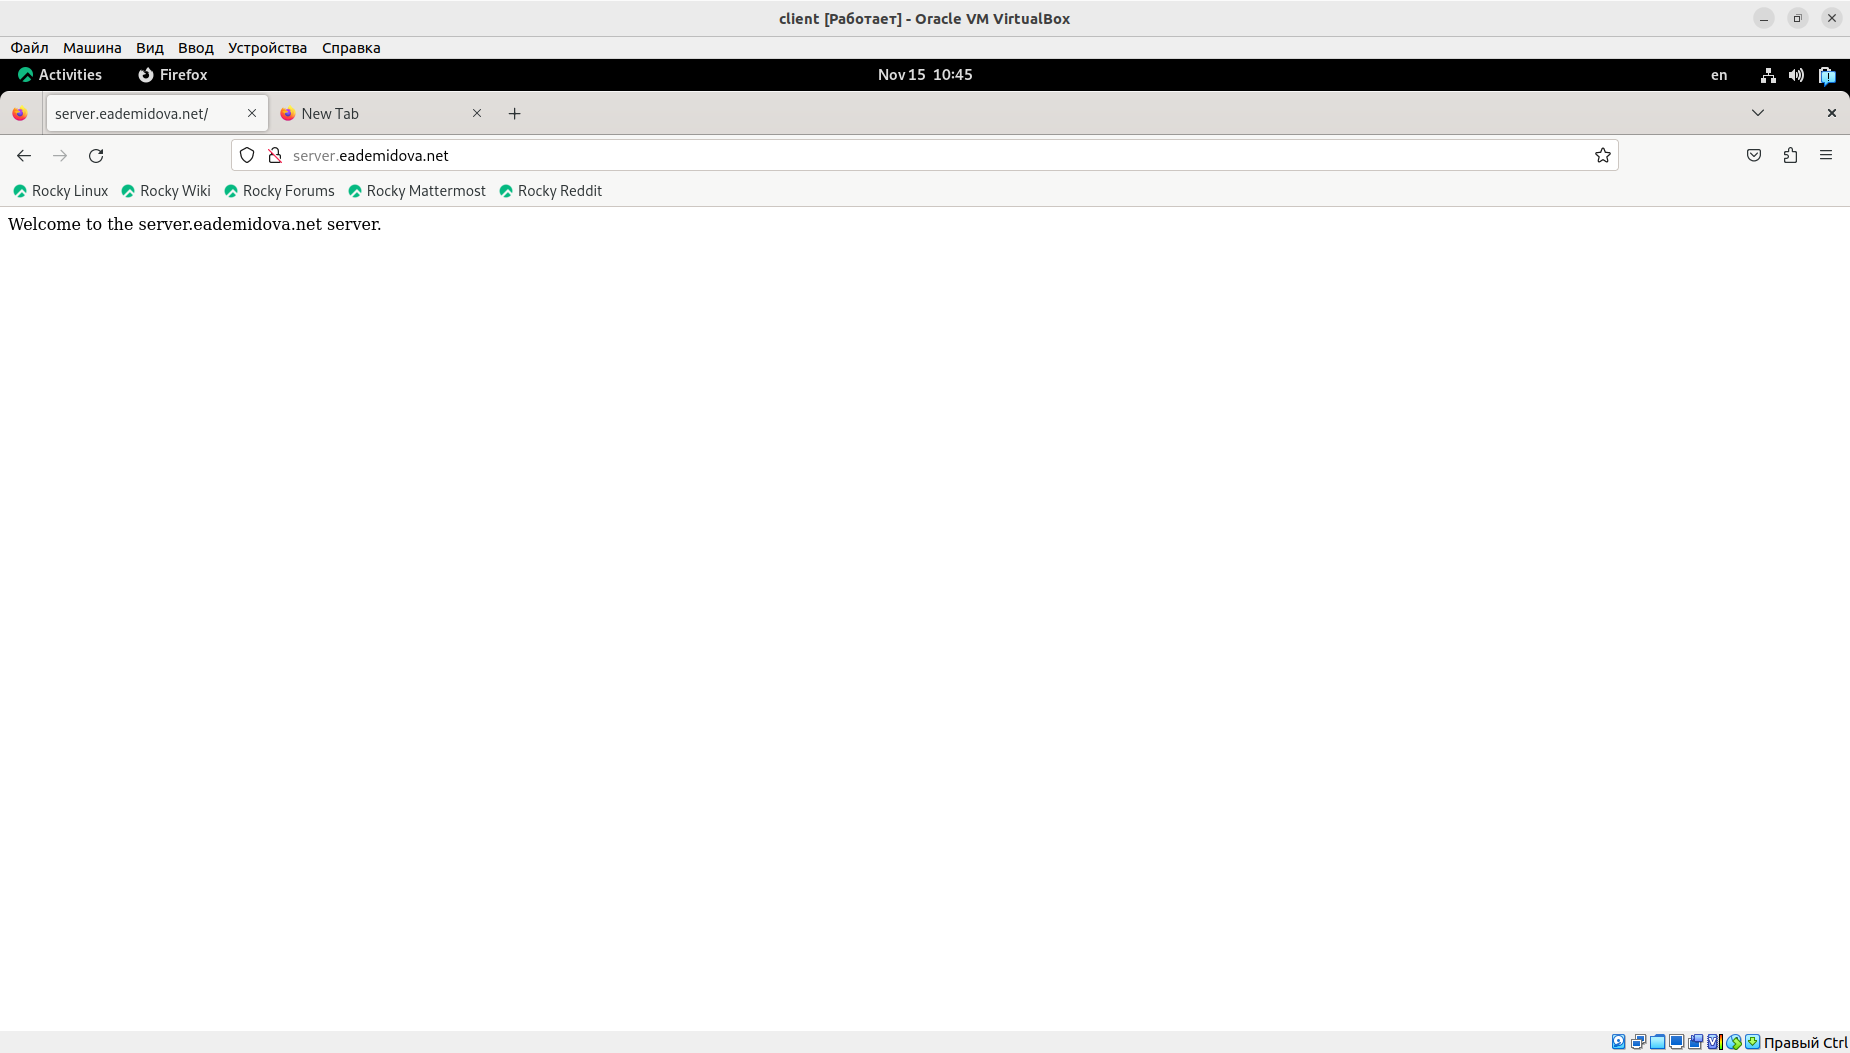 client [Работает] - Oracle VM VirtualBox
Файл Машина Вид Ввод Устройства Справка
Activities Firefox Nov 15 10:45 en
server.eademidova.net/ New Tab
server.eademidova.net
Rocky Linux Rocky Wiki Rocky Forums Rocky Mattermost Rocky Reddit
Welcome to the server.eademidova.net server.
Правый Ctrl